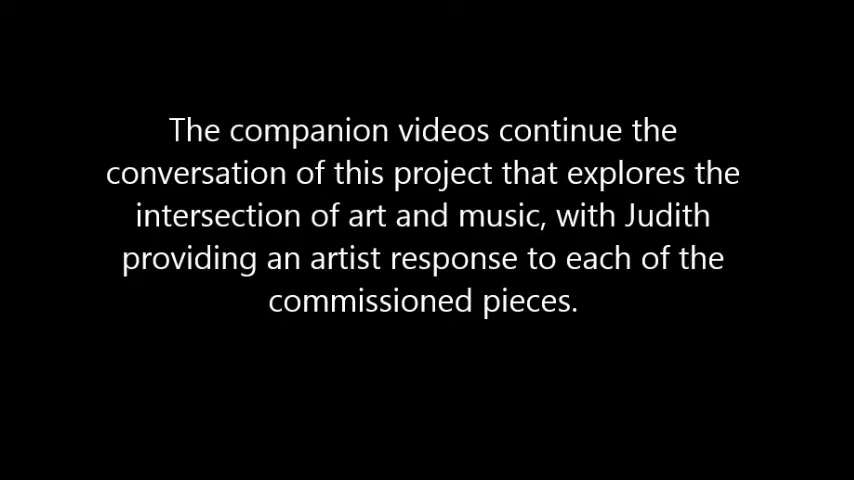 The companion videos continue the
conversation of this project that explores the
intersection of art and music, with Judith
providing an artist response to each of the
commissioned pieces.